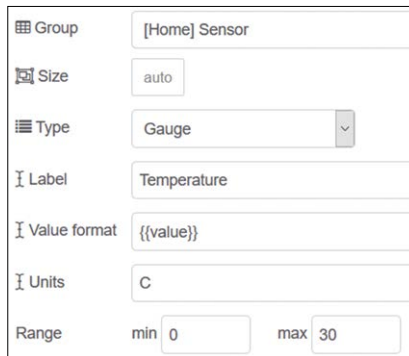 Group [Home] Sensor
Size auto
Type Gauge
Label Temperature
Value format {{value}}
Units C
Range min 0 max 30